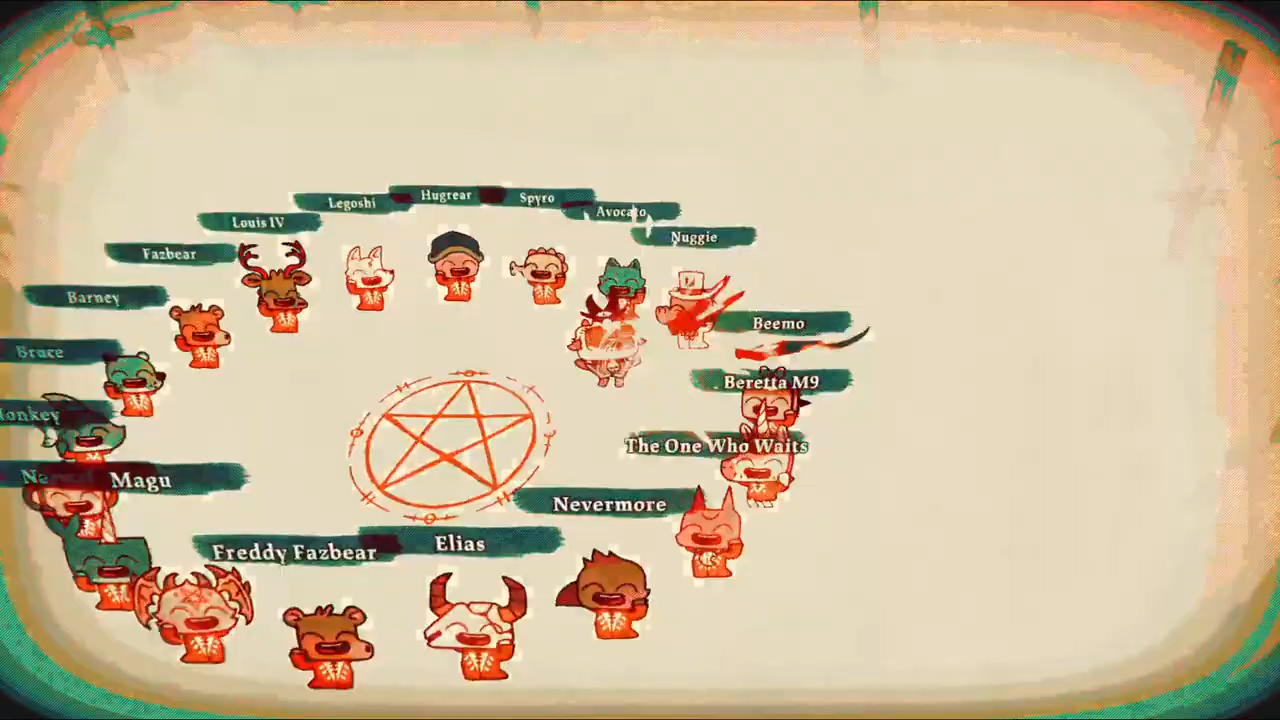 Hugrear
Spyro
Legoshi
Avocato
Louis IV
Nuggie
Fazbear
Barney
Beemo
Bruce
Beretta M9
Monkey
The One Who Waits
Magu
Nevermore
Elias
Freddy Fazbear